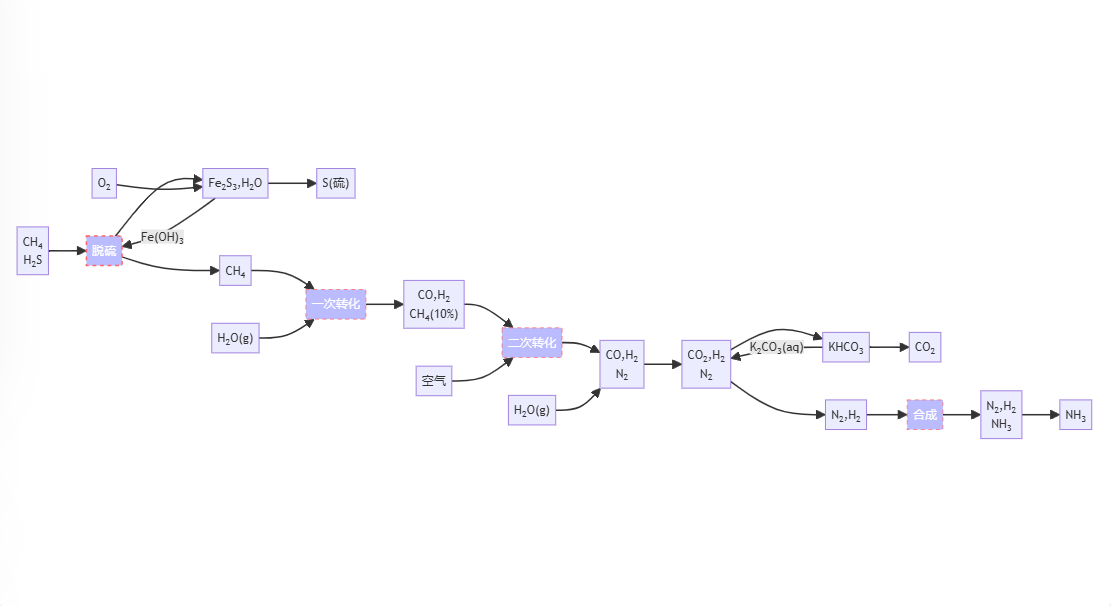 O₂
Fe₂S₃,H₂O
S(硫)
CH₄
H₂S
脱硫
Fe(OH)₃
CH₄
H₂O(g)
一次转化
CO,H₂
CH₄(10%)
空气
二次转化
H₂O(g)
CO,H₂
N₂
CO₂,H₂
N₂
K₂CO₃(aq)
KHCO₃
CO₂
N₂,H₂
合成
N₂,H₂
NH₃
NH₃